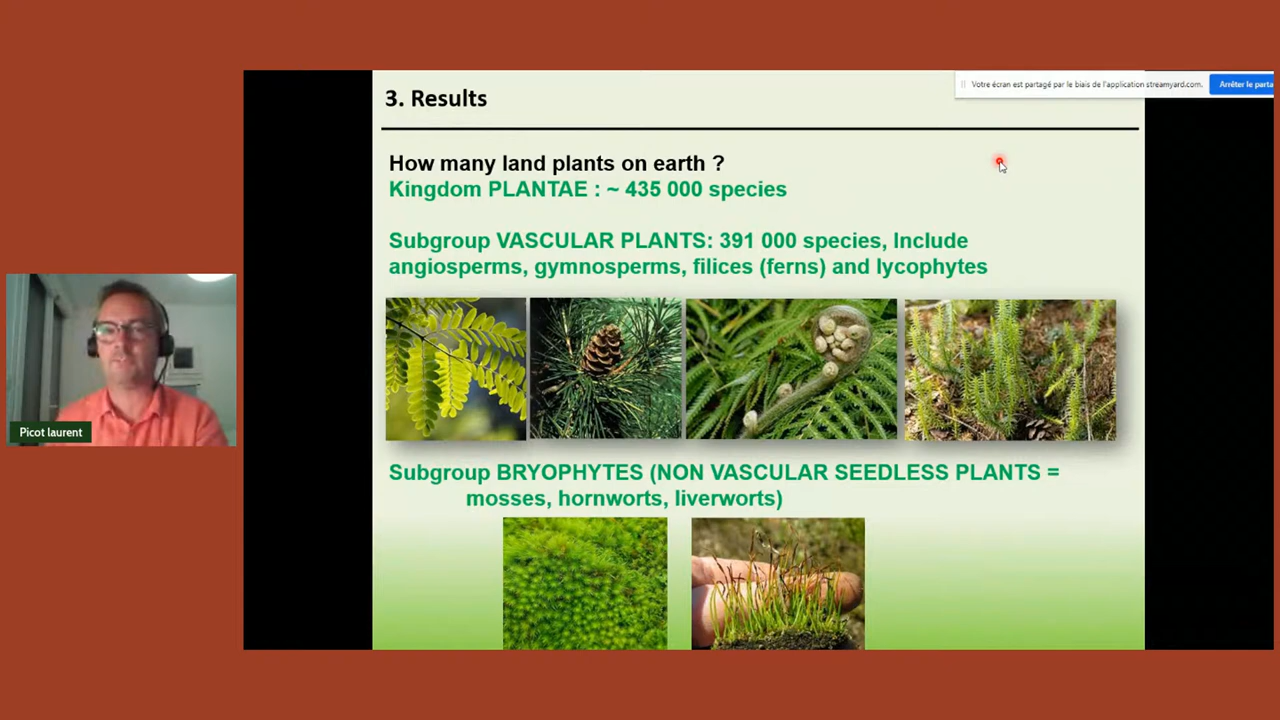 3. Results
Votre écran est partagé par le biais de l'application streamyard.com.
Arrêter le parta
How many land plants on earth ?
Kingdom PLANTAE : ~ 435 000 species
Subgroup VASCULAR PLANTS: 391 000 species, Include
angiosperms, gymnosperms, filices (ferns) and lycophytes
Picot laurent
Subgroup BRYOPHYTES (NON VASCULAR SEEDLESS PLANTS =
mosses, hornworts, liverworts)